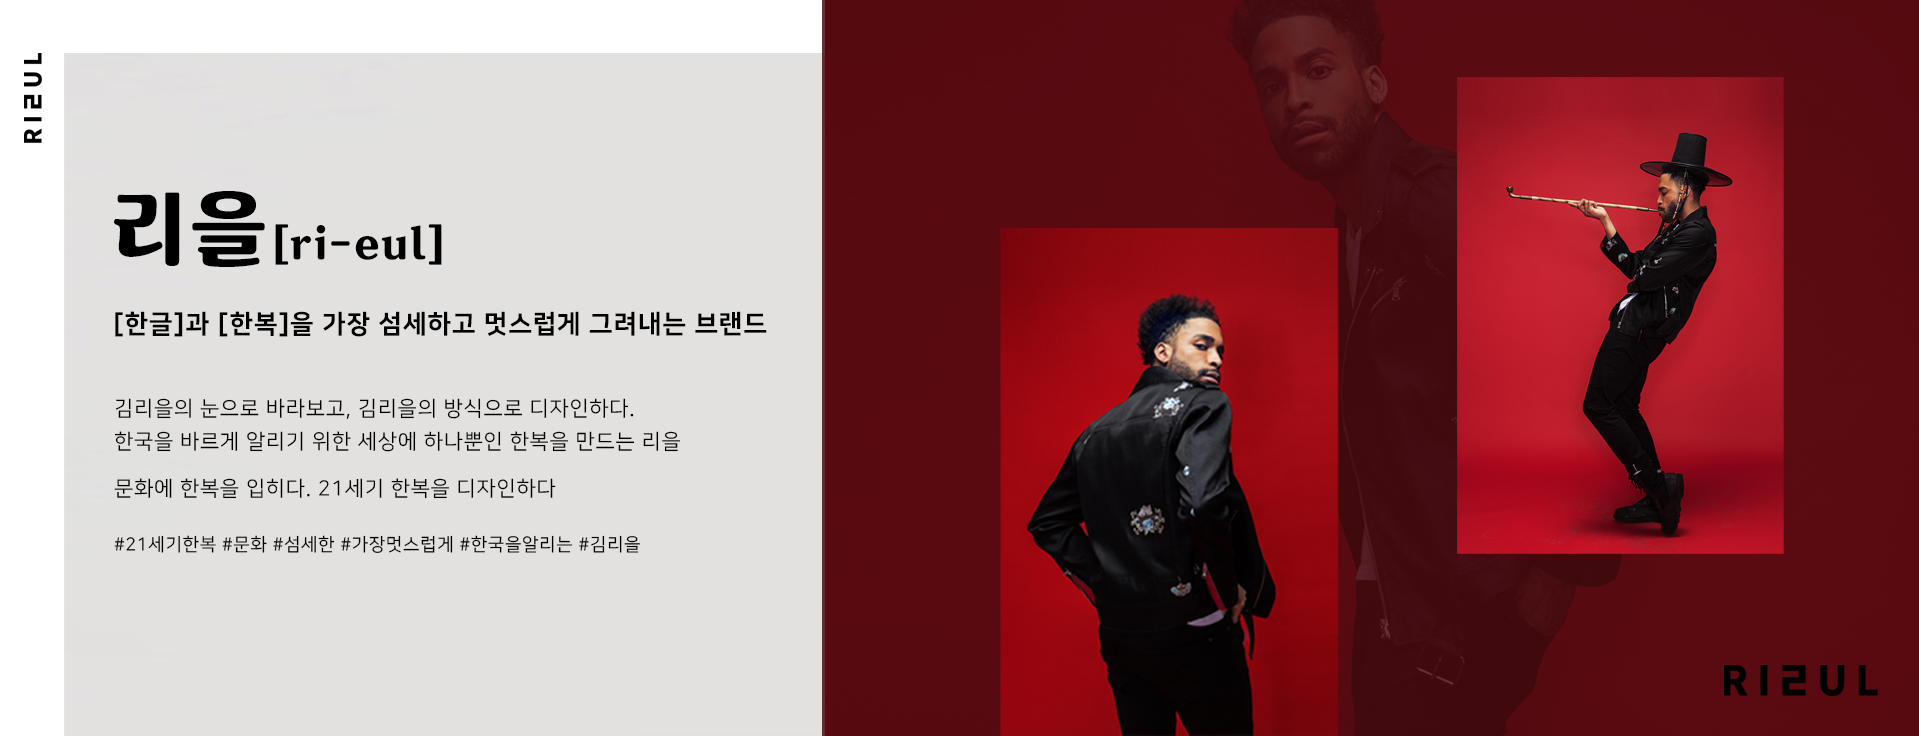 RIㄹUL
리을[ri-eul]
[한글]과 [한복]을 가장 섬세하고 멋스럽게 그려내는 브랜드
김리을의 눈으로 바라보고, 김리을의 방식으로 디자인하다.
한국을 바르게 알리기 위한 세상에 하나뿐인 한복을 만드는 리을
문화에 한복을 입히다. 21세기 한복을 디자인하다
#21세기한복 #문화 #섬세한 #가장멋스럽게 #한국을알리는 #김리을
RIㄹUL